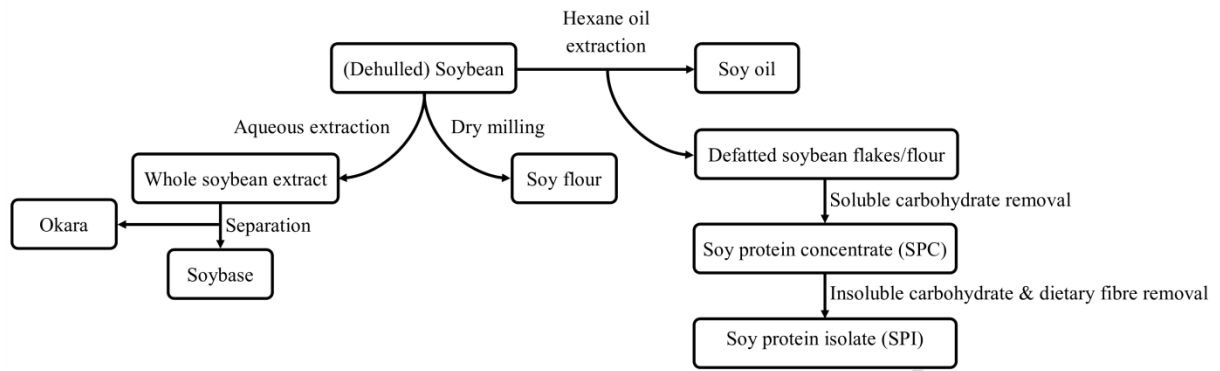 Hexane oil
extraction
(Dehulled) Soybean
Soy oil
Aqueous extraction
Dry milling
Defatted soybean flakes/flour
Whole soybean extract
Soy flour
Soluble carbohydrate removal
Okara
Separation
Soy protein concentrate (SPC)
Soybase
Insoluble carbohydrate & dietary fibre removal
Soy protein isolate (SPI)